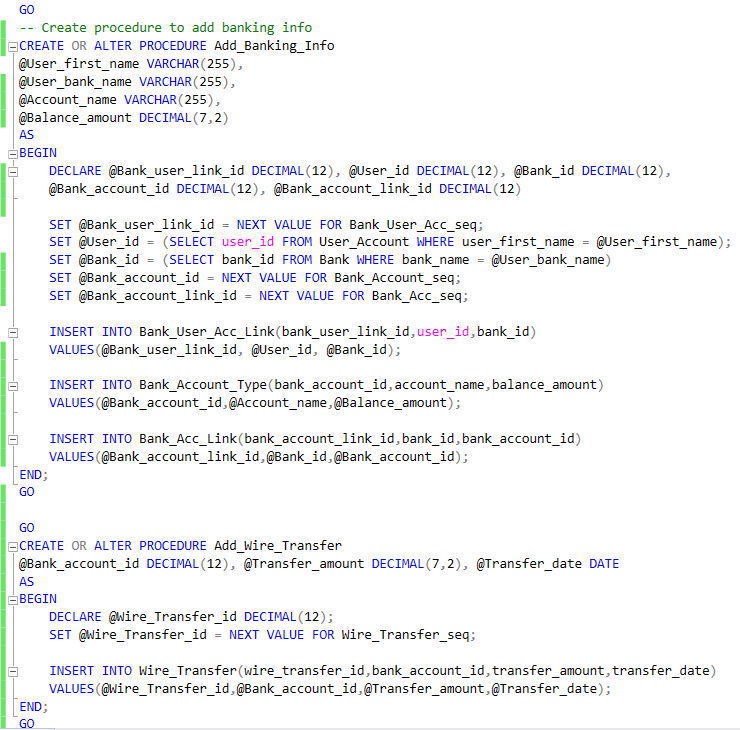 GO
-- Create procedure to add banking info
CREATE OR ALTER PROCEDURE Add_Banking_Info
@User_first_name VARCHAR(255),
@User_bank_name VARCHAR(255),
@Account_name VARCHAR(255),
@Balance_amount DECIMAL(7,2)
AS
BEGIN
DECLARE @Bank_user_link_id DECIMAL(12), @User_id DECIMAL(12), @Bank_id DECIMAL(12),
@Bank_account_id DECIMAL(12), @Bank_account_link_id DECIMAL(12)
SET @Bank_user_link_id = NEXT VALUE FOR Bank_User_Acc_seq;
SET @User_id = (SELECT user_id FROM User_Account WHERE user_first_name = @User_first_name);
SET @Bank_id = (SELECT bank_id FROM Bank WHERE bank_name = @User_bank_name)
SET @Bank_account_id = NEXT VALUE FOR Bank_Account_seq;
SET @Bank_account_link_id = NEXT VALUE FOR Bank_Acc_seq;
INSERT INTO Bank_User_Acc_Link(bank_user_link_id,user_id,bank_id)
VALUES(@Bank_user_link_id, @User_id, @Bank_id);
INSERT INTO Bank_Account_Type(bank_account_id,account_name,balance_amount)
VALUES(@Bank_account_id,@Account_name,@Balance_amount);
INSERT INTO Bank_Acc_Link(bank_account_link_id,bank_id,bank_account_id)
VALUES(@Bank_account_link_id,@Bank_id,@Bank_account_id);
END;
GO
GO
CREATE OR ALTER PROCEDURE Add_Wire_Transfer
@Bank_account_id DECIMAL(12), @Transfer_amount DECIMAL(7,2), @Transfer_date DATE
AS
BEGIN
DECLARE @Wire_Transfer_id DECIMAL(12);
SET @Wire_Transfer_id = NEXT VALUE FOR Wire_Transfer_seq;
INSERT INTO Wire_Transfer(wire_transfer_id,bank_account_id,transfer_amount,transfer_date)
VALUES(@Wire_Transfer_id,@Bank_account_id,@Transfer_amount,@Transfer_date);
END;
GO